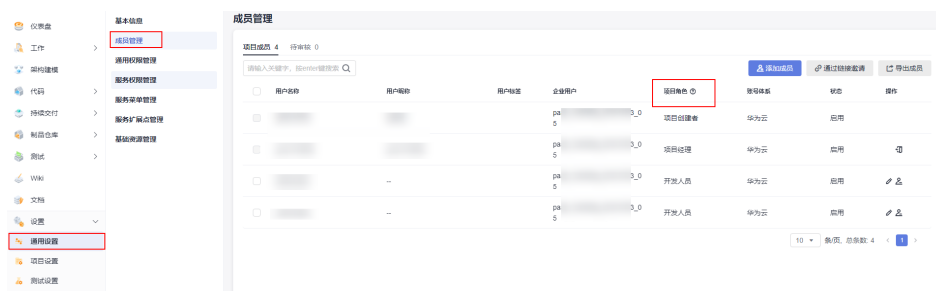 仪表盘
工作
架构建模
代码
持续交付
制品仓库
测试
Wiki
文档
设置
通用设置
项目设置
测试设置
基本信息
成员管理
通用权限管理
服务权限管理
服务菜单管理
服务扩展点管理
基础资源管理
成员管理
项目成员 4 待审核 0
请输入关键字，按enter键搜索
添加成员 通过链接邀请 导出成员
用户名称 用户昵称 用户标签 企业用户 项目角色 账号体系 状态 操作
pa 3_05 项目创建者 华为云 启用
pa 3_05 项目经理 华为云 启用
-- pa 3_05 开发人员 华为云 启用
-- pa 3_05 开发人员 华为云 启用
10 条/页, 总条数: 4 < 1 >